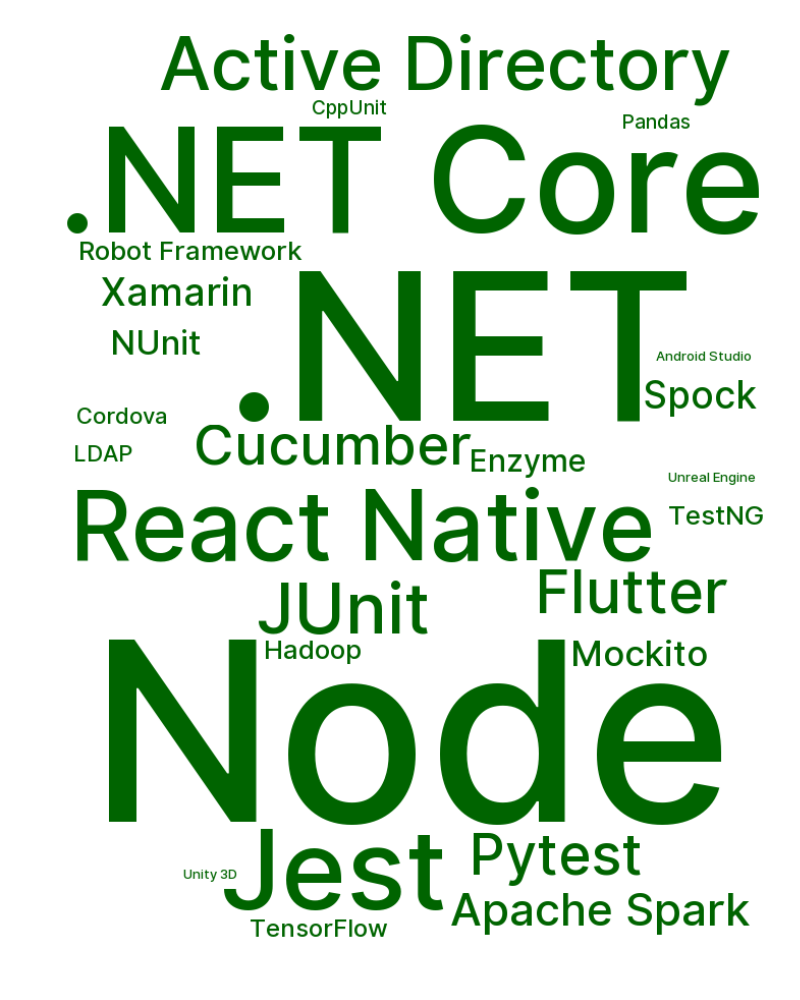 Active Directory
CppUnit
Pandas
.NET Core
Robot Framework
Xamarin
.NET
NUnit
Android Studio
Spock
Cordova
Cucumber
LDAP
Enzyme
Unreal Engine
React Native
TestNG
Flutter
JUnit
Hadoop
Mockito
Node
Jest
Pytest
Unity 3D
Apache Spark
TensorFlow